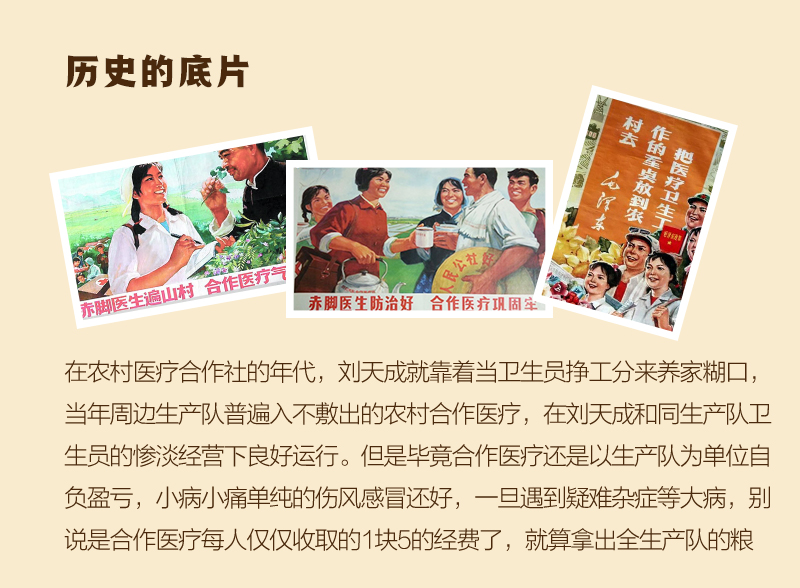 历史的底片
赤脚医生遍山村 合作医疗气
赤脚医生防治好 合作医疗巩固牢
人民公社好
把医疗卫生工
作的重点放到农
村去
毛泽东
在农村医疗合作社的年代，刘天成就靠着当卫生员挣工分来养家糊口，
当年周边生产队普遍入不敷出的农村合作医疗，在刘天成和同生产队卫
生员的惨淡经营下良好运行。但是毕竟合作医疗还是以生产队为单位自
负盈亏，小病小痛单纯的伤风感冒还好，一旦遇到疑难杂症等大病，别
说是合作医疗每人仅仅收取的1块5的经费了，就算拿出全生产队的粮